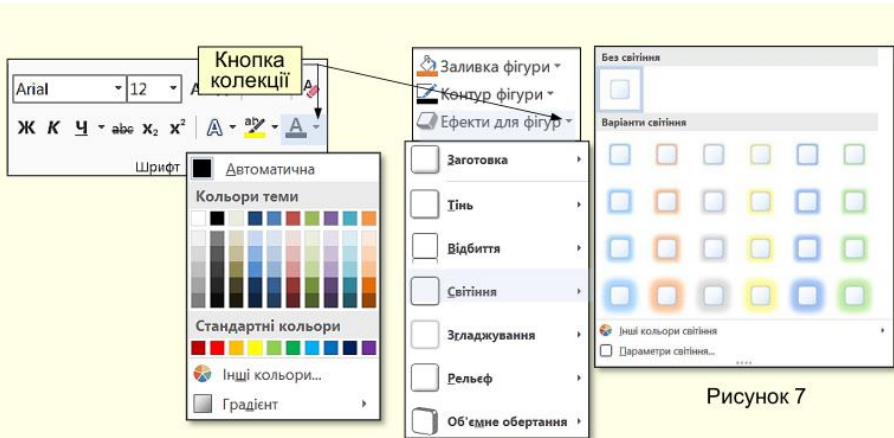 Кнопка
колекції
Arial
12
Ж К Ч abc x₂ x² A ab A
Шрифт
Автоматична
Кольори теми
Стандартні кольори
Інші кольори...
Градієнт
Заливка фігури
Контур фігури
Ефекти для фігур
Заготовка
Тінь
Відбиття
Світіння
Згладжування
Рельєф
Об'ємне обертання
Без світіння
Варіанти світіння
Інші кольори світіння
Параметри світіння...
Рисунок 7